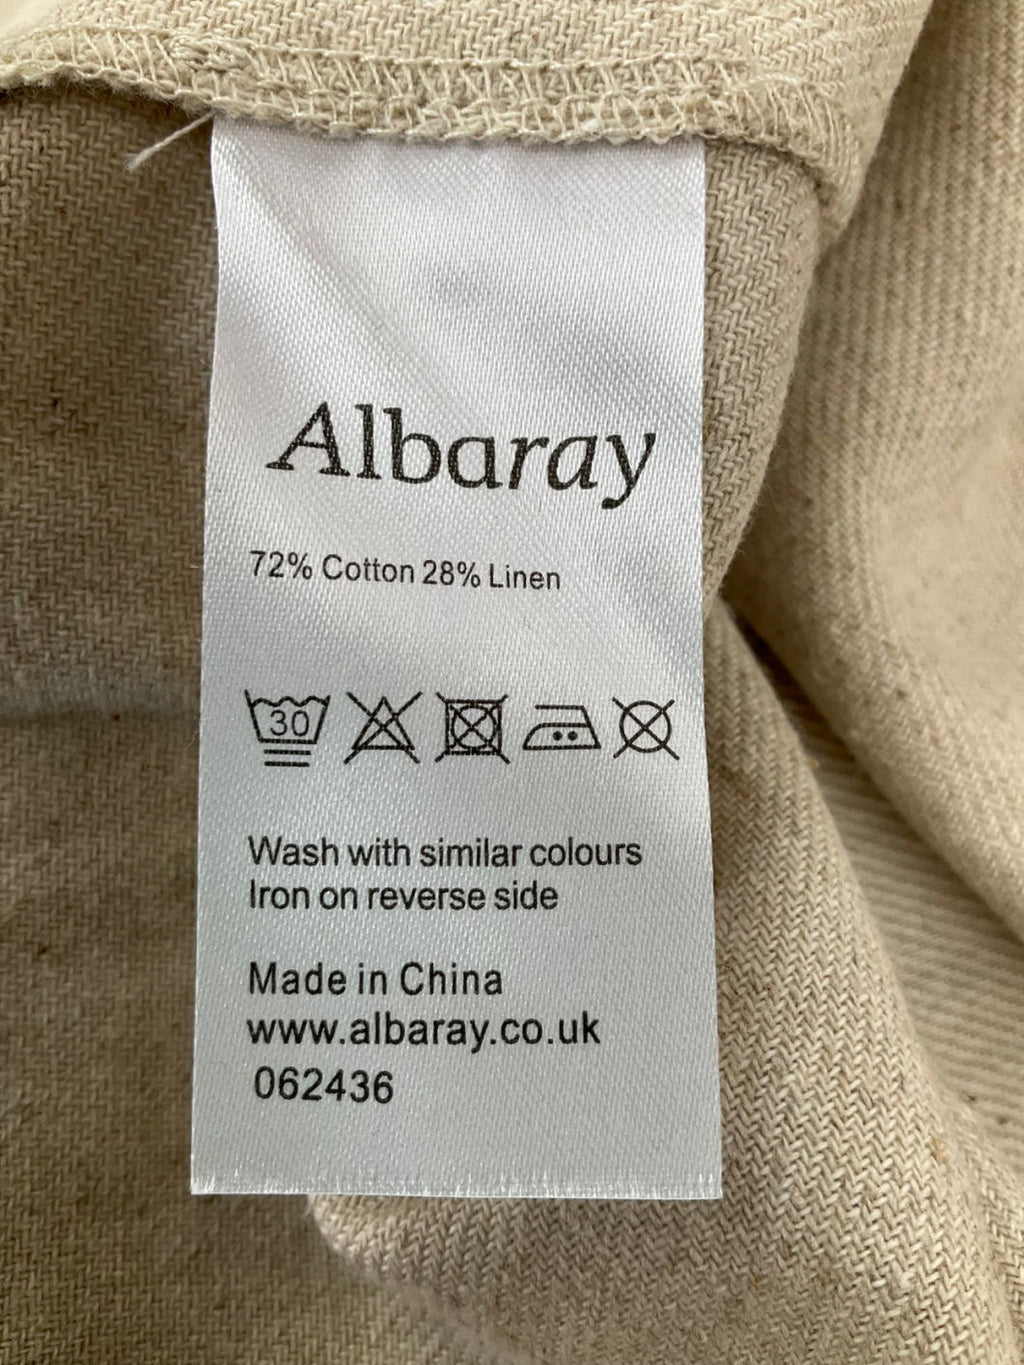 Albaray
72% Cotton 28% Linen
30
Wash with similar colours
Iron on reverse side
Made in China
www.albaray.co.uk
062436